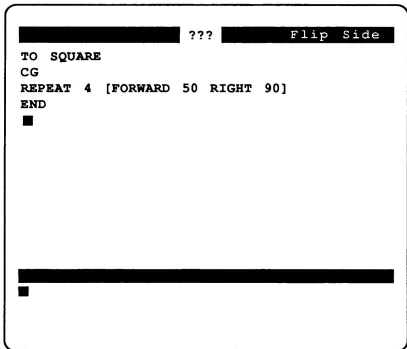 ??? Flip Side
TO SQUARE
CG
REPEAT 4 [FORWARD 50 RIGHT 90]
END